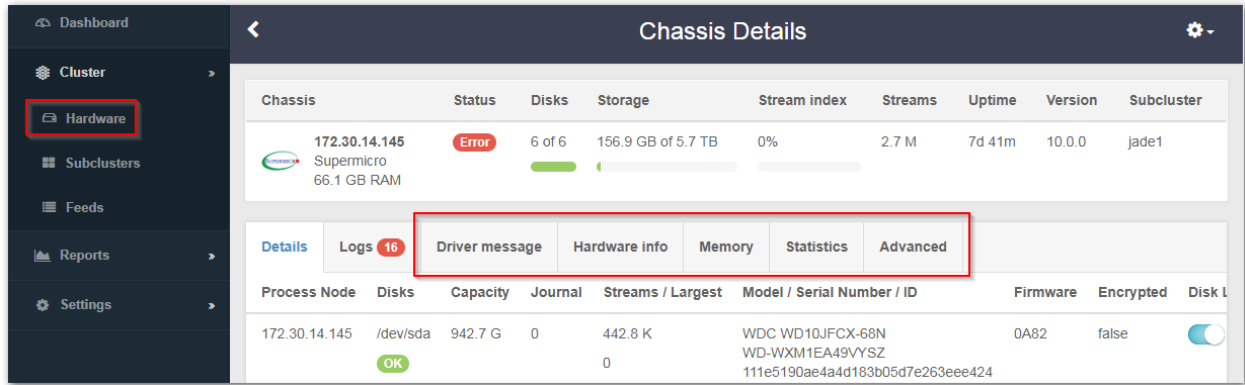 Dashboard
Chassis Details
Cluster
Hardware
Subclusters
Feeds
Reports
Settings
Chassis Status Disks Storage Stream index Streams Uptime Version Subcluster
172.30.14.145 Error 6 of 6 156.9 GB of 5.7 TB 0% 2.7 M 7d 41m 10.0.0 jade1
Supermicro
66.1 GB RAM
Details Logs 16 Driver message Hardware info Memory Statistics Advanced
Process Node Disks Capacity Journal Streams / Largest Model / Serial Number / ID Firmware Encrypted Disk L
172.30.14.145 /dev/sda 942.7 G 0 442.8 K WDC WD10JFCX-68N 0A82 false
WD-WXM1EA49VYSZ
OK 0 111e5190ae4a4d183b05d7e263eee424